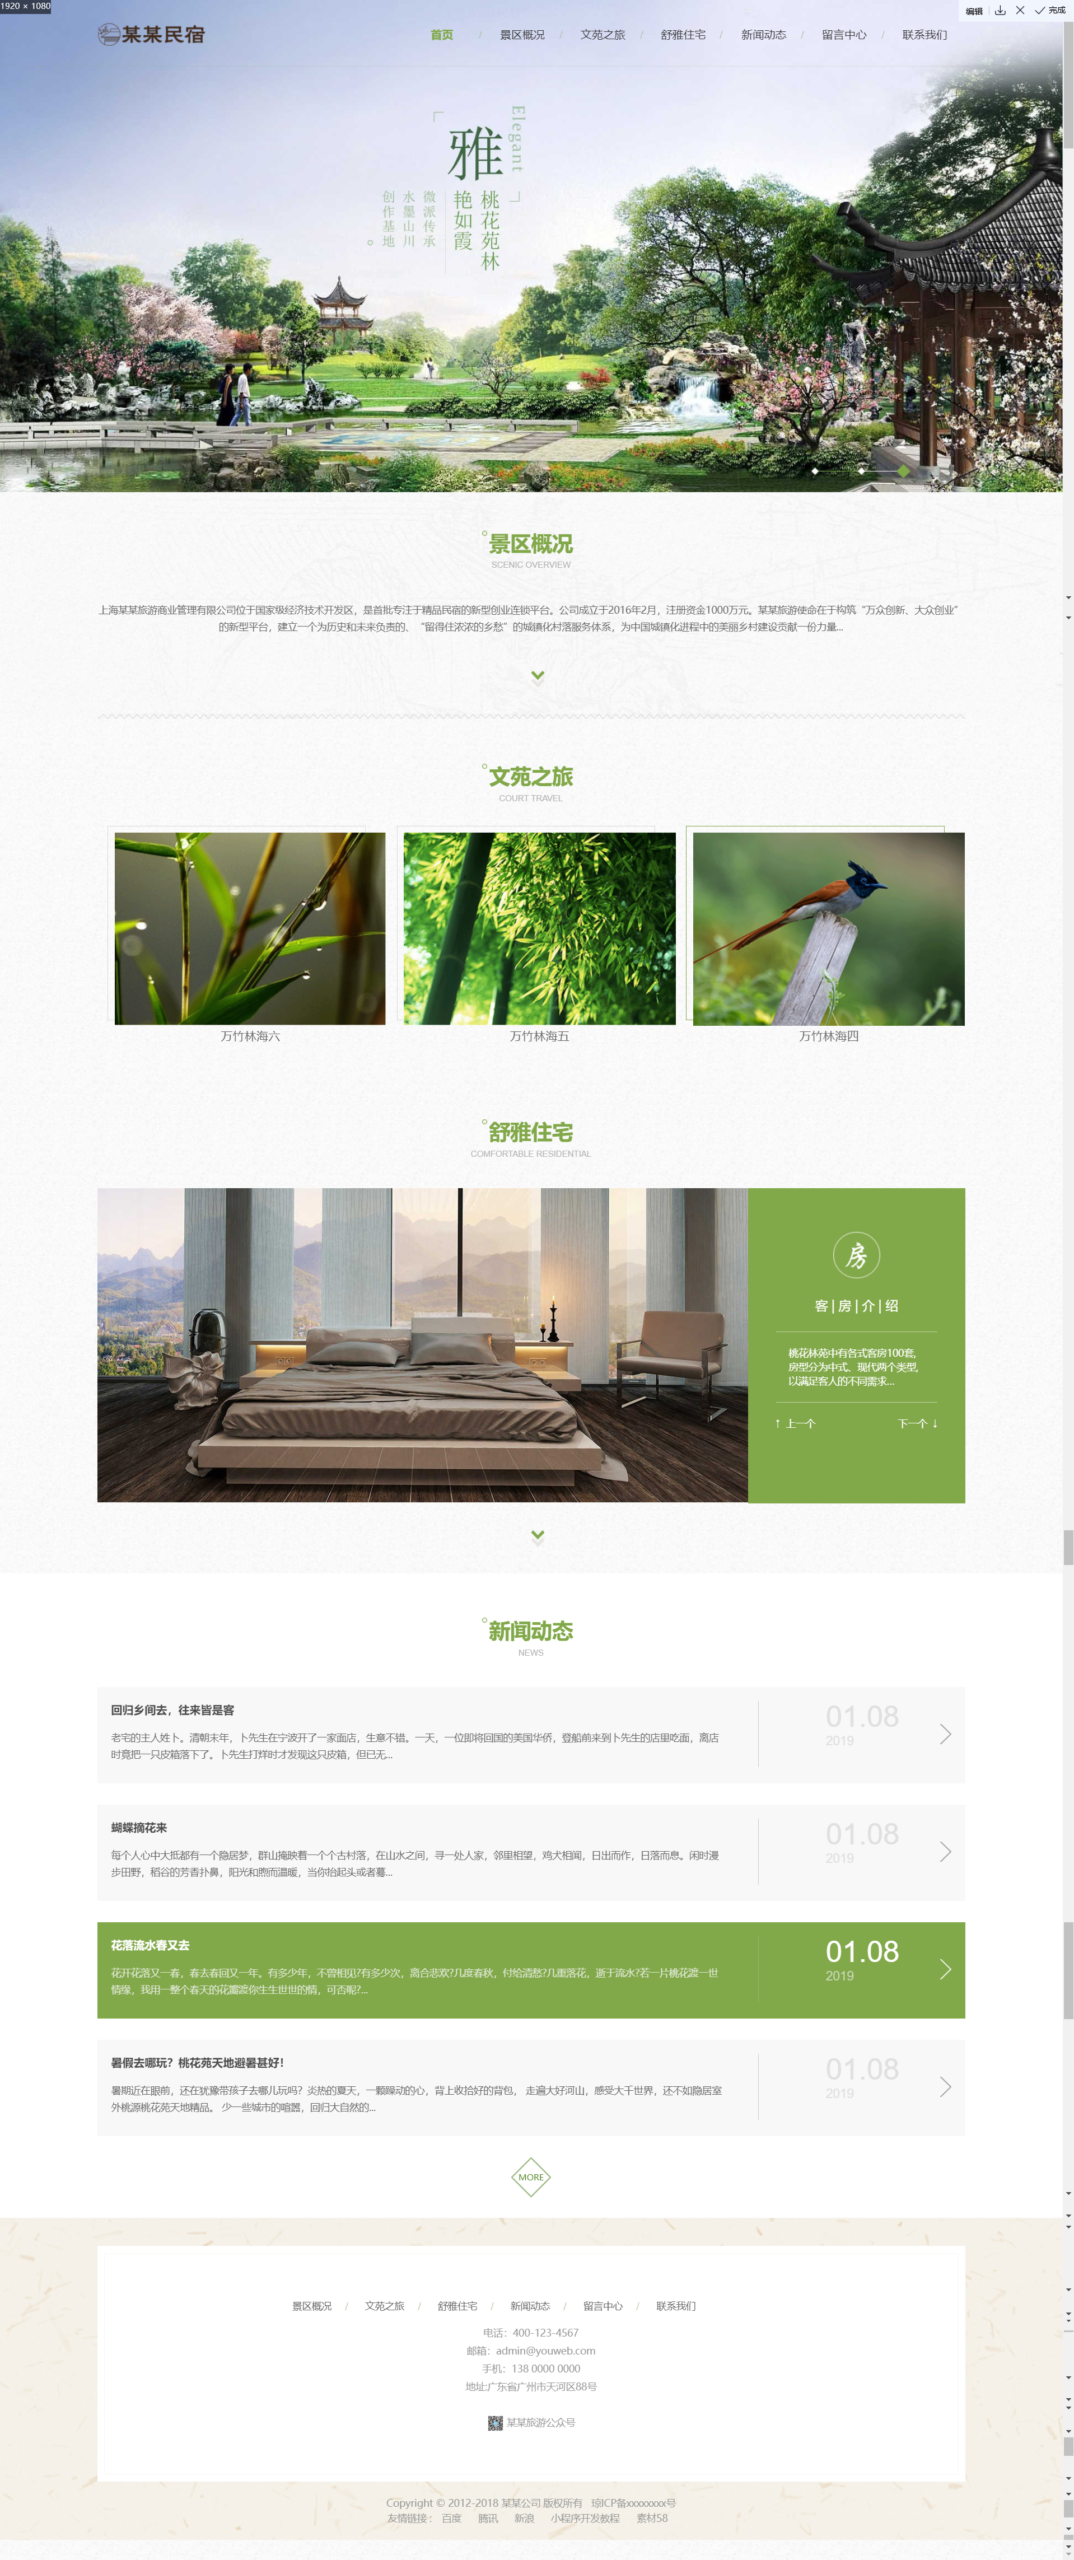 1920 × 1080
编辑
完成
某某民宿
首页 / 景区概况 / 文苑之旅 / 舒雅住宅 / 新闻动态 / 留言中心 / 联系我们
Elegant
雅
桃花苑林
艳如霞
微派传承
水墨山川
创作基地
景区概况
SCENIC OVERVIEW
上海某某旅游商业管理有限公司位于国家级经济技术开发区，是首批专注于精品民宿的新型创业连锁平台。公司成立于2016年2月，注册资金1000万元。某某旅游使命在于构筑“万众创新、大众创业”
的新型平台，建立一个为历史和未来负责的、“留得住浓浓的乡愁”的城镇化村落服务体系，为中国城镇化进程中的美丽乡村建设贡献一份力量...
文苑之旅
COURT TRAVEL
万竹林海六
万竹林海五
万竹林海四
舒雅住宅
COMFORTABLE RESIDENTIAL
房
客|房|介|绍
桃花林苑中有各式客房100套,
房型分为中式、现代两个类型,
以满足客人的不同需求...
↑ 上一个
下一个 ↓
新闻动态
NEWS
回归乡间去，往来皆是客
老宅的主人姓卜。清朝末年，卜先生在宁波开了一家面店，生意不错。一天，一位即将回国的美国华侨，登船前来到卜先生的店里吃面，离店
时竟把一只皮箱落下了。卜先生打烊时才发现这只皮箱，但已无...
01.08
2019
蝴蝶摘花来
每个人心中大抵都有一个隐居梦，群山掩映着一个个古村落，在山水之间，寻一处人家，邻里相望，鸡犬相闻，日出而作，日落而息。闲时漫
步田野，稻谷的芳香扑鼻，阳光和煦而温暖，当你抬起头或者蓦...
01.08
2019
花落流水春又去
花开花落又一春，春去春回又一年。有多少年，不曾相见?有多少次，离合悲欢?几度春秋，付给清愁?几重落花，逝于流水?若一片桃花渡一世
情缘，我用一整个春天的花瓣渡你生生世世的情，可否呢?...
01.08
2019
暑假去哪玩？桃花苑天地避暑甚好！
暑期近在眼前，还在犹豫带孩子去哪儿玩吗？炎热的夏天，一颗躁动的心，背上收拾好的背包， 走遍大好河山，感受大千世界，还不如隐居室
外桃源桃花苑天地精品。 少一些城市的喧嚣，回归大自然的...
01.08
2019
MORE
景区概况 / 文苑之旅 / 舒雅住宅 / 新闻动态 / 留言中心 / 联系我们
电话：400-123-4567
邮箱：admin@youweb.com
手机：138 0000 0000
地址:广东省广州市天河区88号
某某旅游公众号
Copyright © 2012-2018 某某公司 版权所有 琼ICP备xxxxxxxx号
友情链接： 百度 腾讯 新浪 小程序开发教程 素材58